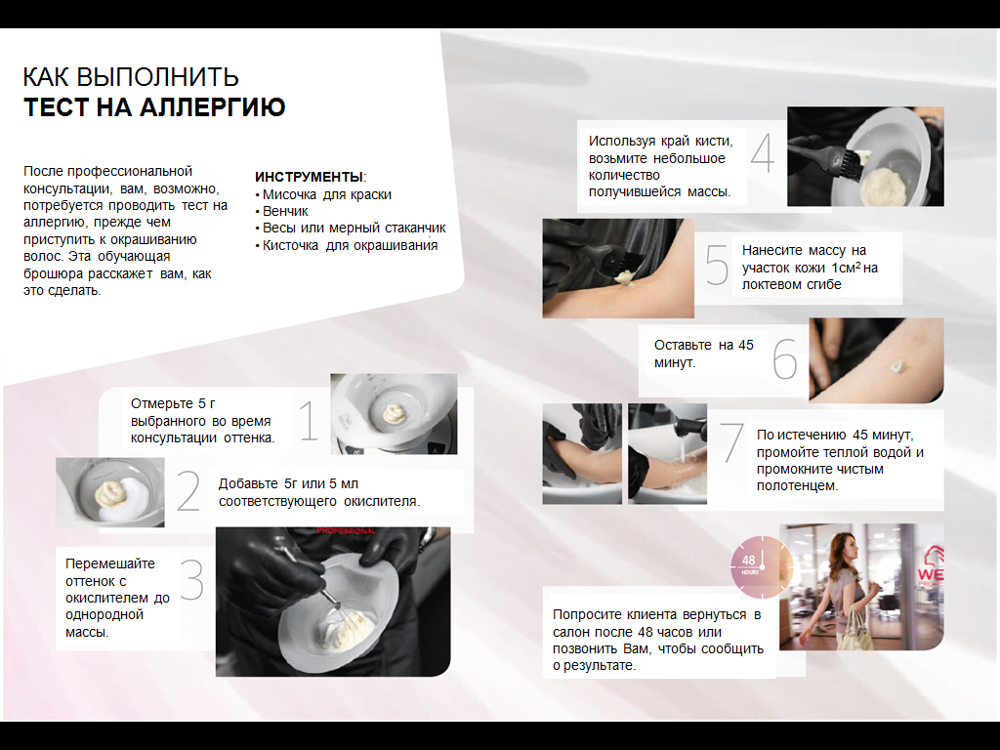 КАК ВЫПОЛНИТЬ
ТЕСТ НА АЛЛЕРГИЮ
После профессиональной
консультации, вам, возможно,
потребуется проводить тест на
аллергию, прежде чем
приступить к окрашиванию
волос. Эта обучающая
брошюра расскажет вам, как
это сделать.
ИНСТРУМЕНТЫ:
• Мисочка для краски
• Венчик
• Весы или мерный стаканчик
• Кисточка для окрашивания
Отмерьте 5 г
выбранного во время
консультации оттенка.
1
2
Добавьте 5г или 5 мл
соответствующего окислителя.
Перемешайте
оттенок с
окислителем до
однородной
массы.
3
PROFESSIONAL
Используя край кисти,
возьмите небольшое
количество
получившейся массы.
4
5
Нанесите массу на
участок кожи 1см² на
локтевом сгибе
Оставьте на 45
минут.
6
7
По истечению 45 минут,
промойте теплой водой и
промокните чистым
полотенцем.
48
HOURS
WE
Попросите клиента вернуться в
салон после 48 часов или
позвонить Вам, чтобы сообщить
о результате.